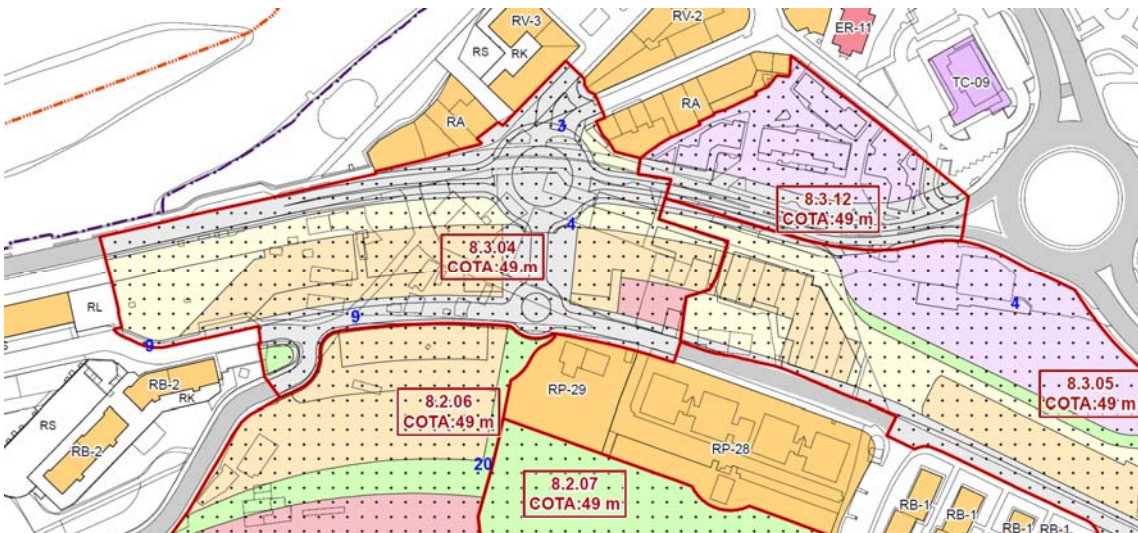 RV-3
RV-2
ER-11
RS
RK
TC-09
RA
RA
3
8.3.12
COTA:49 m
4
8.3.04
COTA:49 m
4
RL
9
9
RB-2
RK
8.3.05
COTA:49 m
RP-29
8.2.06
COTA:49 m
RS
RB-2
RP-28
20
8.2.07
COTA:49 m
RB-1
RB-1
RB-1
RB-1